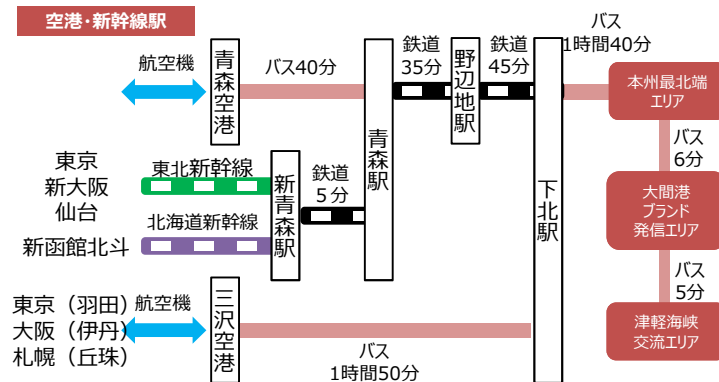 空港・新幹線駅
航空機
青森空港
バス40分
青森駅
鉄道
35分
野辺地駅
鉄道
45分
バス
1時間40分
本州最北端
エリア
バス
6分
東京
新大阪
仙台
新函館北斗
東北新幹線
北海道新幹線
新青森駅
鉄道
5分
下北駅
大間港
ブランド
発信エリア
バス
5分
東京（羽田）
大阪（伊丹）
札幌（丘珠）
航空機
三沢空港
バス
1時間50分
津軽海峡
交流エリア